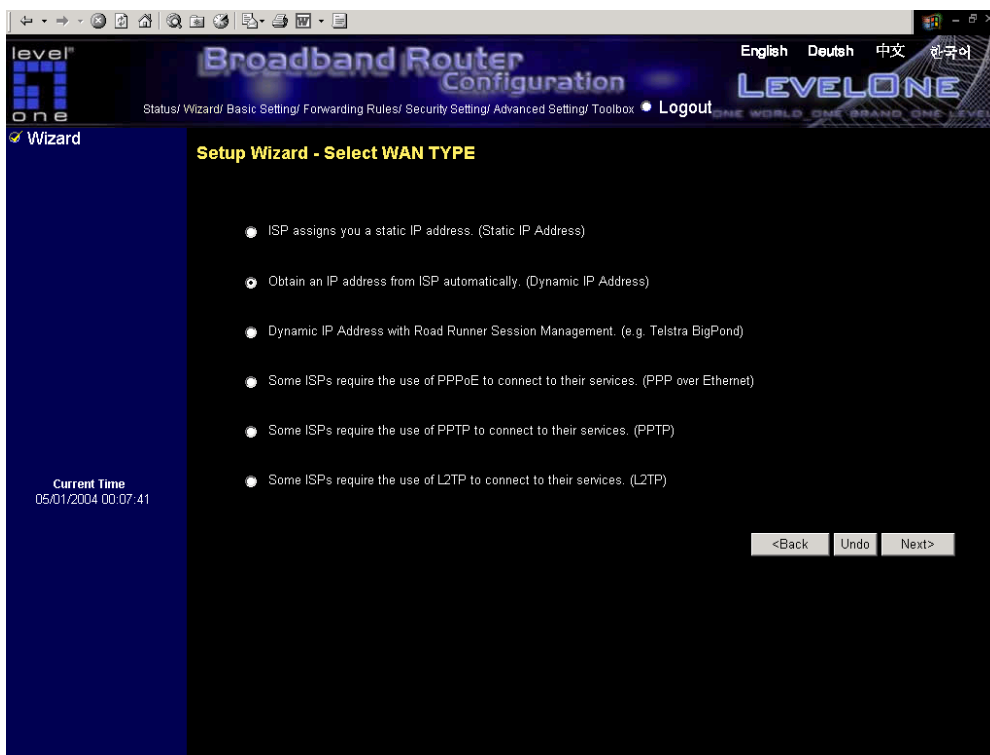 level"
one
Broadband Router
Configuration
English Deutsh 中文 한국어
LEVELONE
ONE WORLD_ONE BRAND_ONE LEVEL
Status/ Wizard/ Basic Setting/ Forwarding Rules/ Security Setting/ Advanced Setting/ Toolbox Logout
Wizard
Setup Wizard - Select WAN TYPE
ISP assigns you a static IP address. (Static IP Address)
Obtain an IP address from ISP automatically. (Dynamic IP Address)
Dynamic IP Address with Road Runner Session Management. (e.g. Telstra BigPond)
Some ISPs require the use of PPPoE to connect to their services. (PPP over Ethernet)
Some ISPs require the use of PPTP to connect to their services. (PPTP)
Some ISPs require the use of L2TP to connect to their services. (L2TP)
Current Time
05/01/2004 00:07:41
<Back Undo Next>